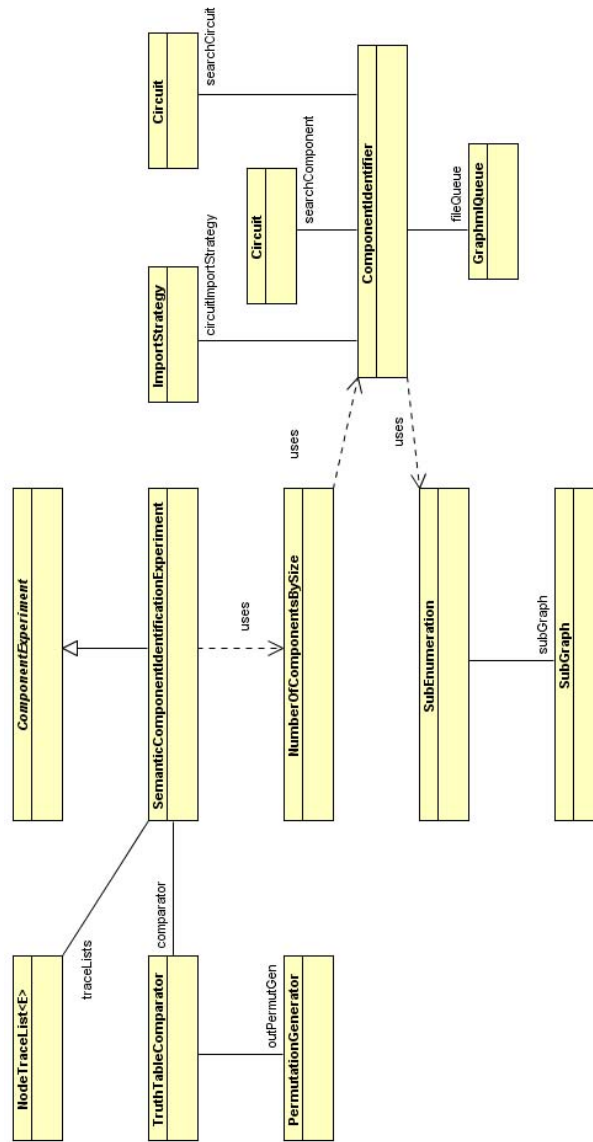 NodeTraceList<E>
ComponentExperiment
traceLists
TruthTableComparator
comparator
SemanticComponentIdentificationExperiment
ImportStrategy
Circuit
circuitImportStrategy
searchCircuit
outPermutGen
uses
Circuit
searchComponent
PermutationGenerator
NumberOfComponentsBySize
uses
ComponentIdentifier
uses
SubEnumeration
fileQueue
GraphmlQueue
subGraph
SubGraph